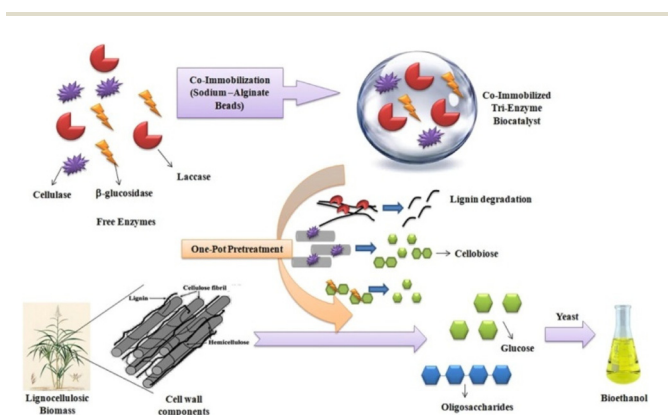 Co-Immobilization
(Sodium –Alginate
Beads)
Co-Immobilized
Tri-Enzyme
Biocatalyst
Laccase
Cellulase
β-glucosidase
Free Enzymes
Lignin degradation
One-Pot Pretreatment
Cellobiose
Cellulose fibril
Lignin
Hemicellulose
Yeast
Glucose
Lignocellulosic
Biomass
Cell wall
components
Oligosaccharides
Bioethanol